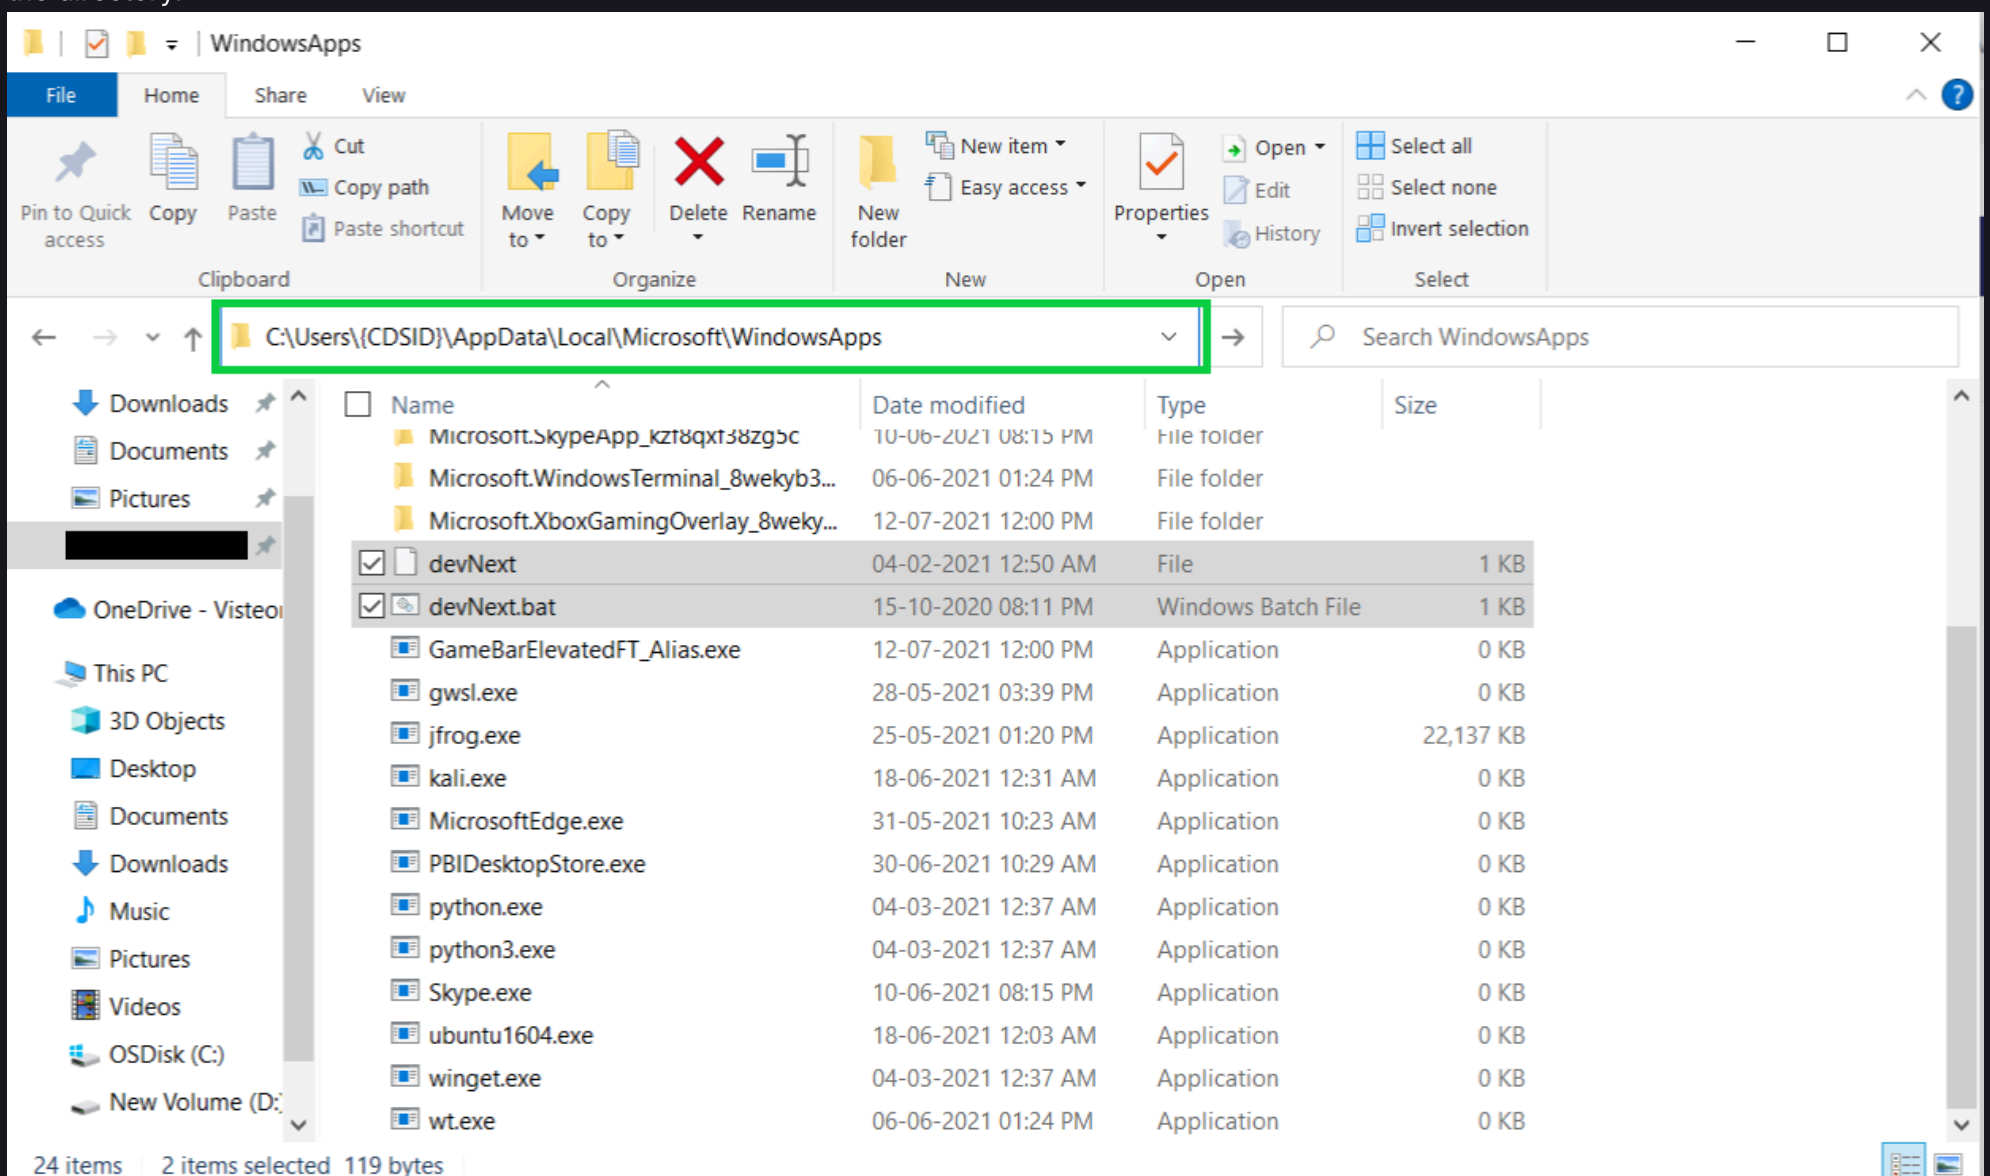 WindowsApps
File Home Share View
Pin to Quick access
Copy
Paste
Cut
Copy path
Paste shortcut
Clipboard
Move to
Copy to
Delete
Rename
Organize
New folder
New item
Easy access
New
Properties
Open
Edit
History
Open
Select all
Select none
Invert selection
Select
C:\Users\{CDSID}\AppData\Local\Microsoft\WindowsApps
Search WindowsApps
Downloads
Documents
Pictures
OneDrive - Visteo
This PC
3D Objects
Desktop
Documents
Downloads
Music
Pictures
Videos
OSDisk (C:)
New Volume (D:
Name Date modified Type Size
Microsoft.SkypeApp_kzf8qxf38zg5c 10-06-2021 08:15 PM File folder
Microsoft.WindowsTerminal_8wekyb3... 06-06-2021 01:24 PM File folder
Microsoft.XboxGamingOverlay_8weky... 12-07-2021 12:00 PM File folder
devNext 04-02-2021 12:50 AM File 1 KB
devNext.bat 15-10-2020 08:11 PM Windows Batch File 1 KB
GameBarElevatedFT_Alias.exe 12-07-2021 12:00 PM Application 0 KB
gwsl.exe 28-05-2021 03:39 PM Application 0 KB
jfrog.exe 25-05-2021 01:20 PM Application 22,137 KB
kali.exe 18-06-2021 12:31 AM Application 0 KB
MicrosoftEdge.exe 31-05-2021 10:23 AM Application 0 KB
PBIDesktopStore.exe 30-06-2021 10:29 AM Application 0 KB
python.exe 04-03-2021 12:37 AM Application 0 KB
python3.exe 04-03-2021 12:37 AM Application 0 KB
Skype.exe 10-06-2021 08:15 PM Application 0 KB
ubuntu1604.exe 18-06-2021 12:03 AM Application 0 KB
winget.exe 04-03-2021 12:37 AM Application 0 KB
wt.exe 06-06-2021 01:24 PM Application 0 KB
24 items 2 items selected 119 bytes